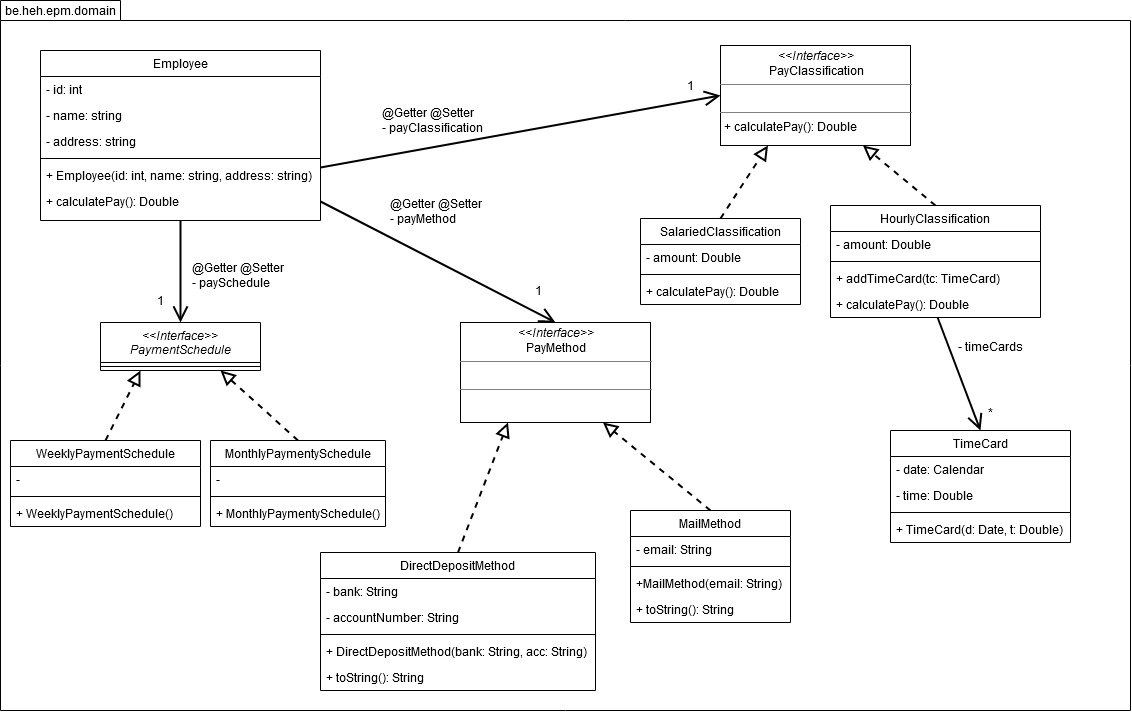 be.heh.epm.domain
Employee
- id: int
- name: string
- address: string
+ Employee(id: int, name: string, address: string)
+ calculatePay(): Double
@Getter @Setter
- payClassification
1
<<Interface>>
PayClassification
+ calculatePay(): Double
@Getter @Setter
- payMethod
1
@Getter @Setter
- paySchedule
1
SalariedClassification
- amount: Double
+ calculatePay(): Double
HourlyClassification
- amount: Double
+ addTimeCard(tc: TimeCard)
+ calculatePay(): Double
- timeCards
*
<<Interface>>
PaymentSchedule
<<Interface>>
PayMethod
WeeklyPaymentSchedule
-
+ WeeklyPaymentSchedule()
MonthlyPaymentySchedule
-
+ MonthlyPaymentySchedule()
TimeCard
- date: Calendar
- time: Double
+ TimeCard(d: Date, t: Double)
DirectDepositMethod
- bank: String
- accountNumber: String
+ DirectDepositMethod(bank: String, acc: String)
+ toString(): String
MailMethod
- email: String
+MailMethod(email: String)
+ toString(): String